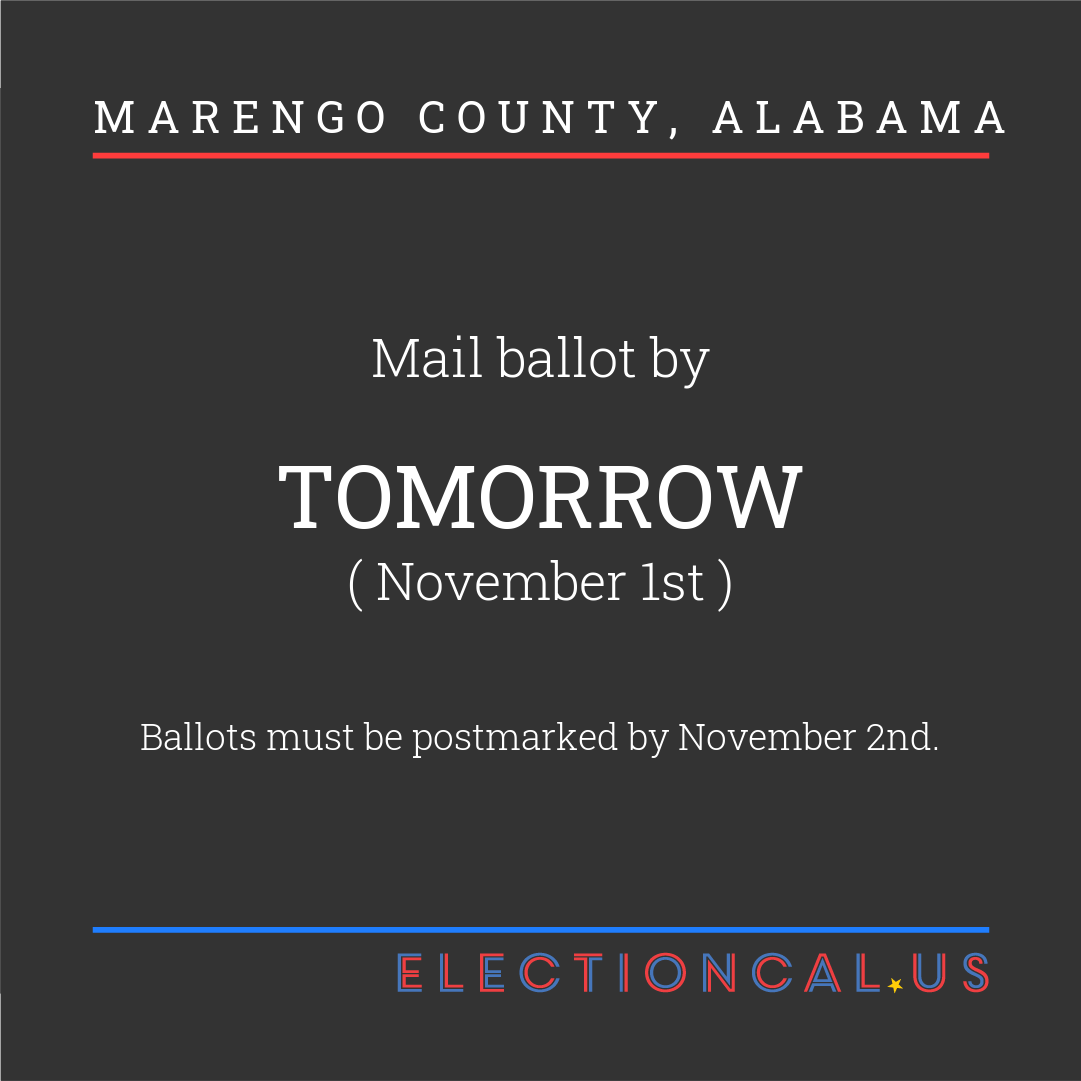 MARENGO COUNTY, ALABAMA
Mail ballot by
TOMORROW
( November 1st )
Ballots must be postmarked by November 2nd.
ELECTIONCAL.US